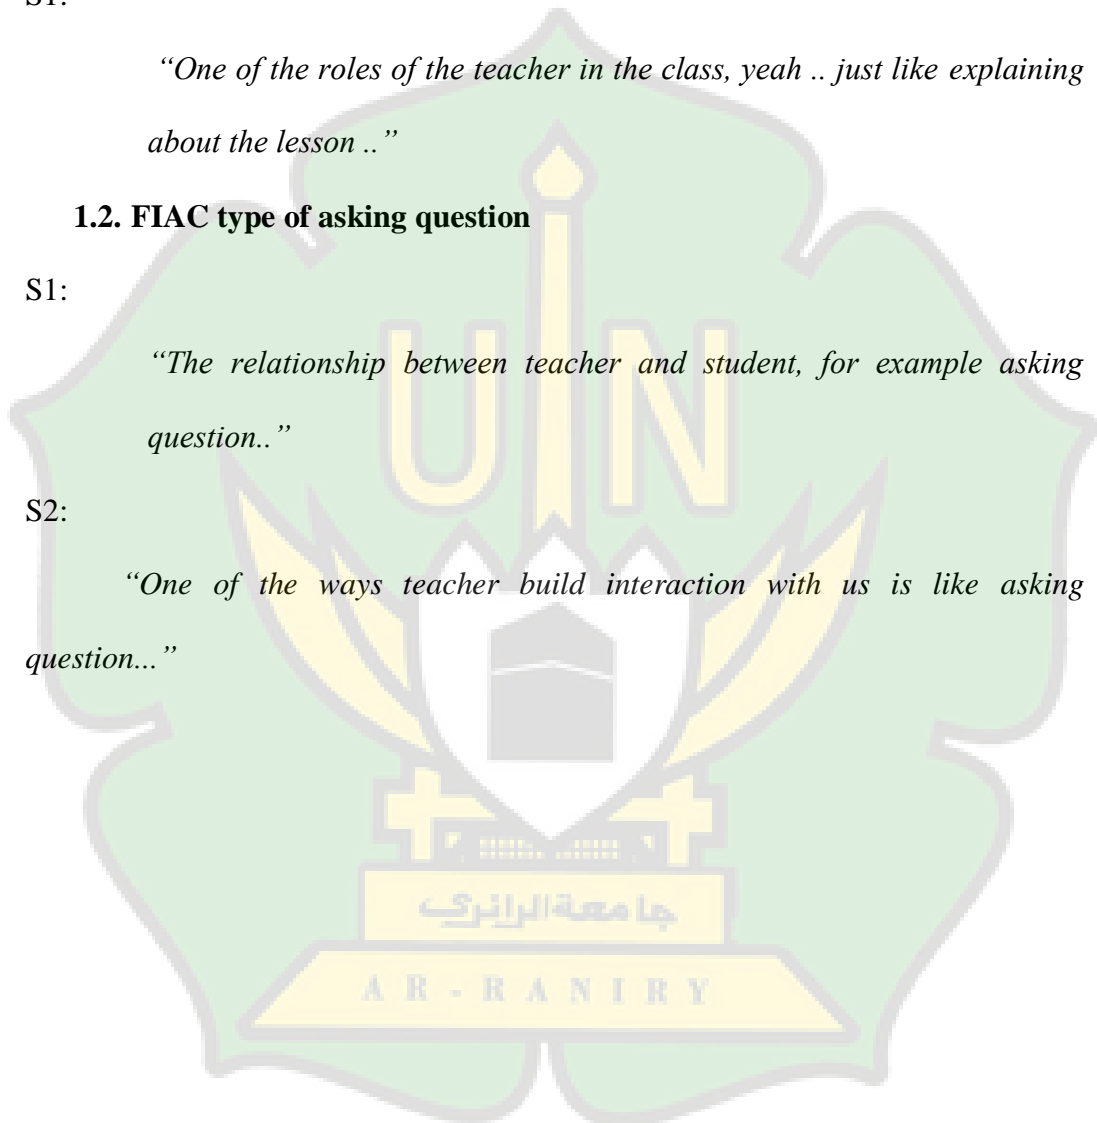 S1:
“One of the roles of the teacher in the class, yeah .. just like explaining
about the lesson ..”
1.2. FIAC type of asking question
S1:
“The relationship between teacher and student, for example asking
question..”
S2:
“One of the ways teacher build interaction with us is like asking
question...”
UIN
جامعة الرانري
AR-RANIRY